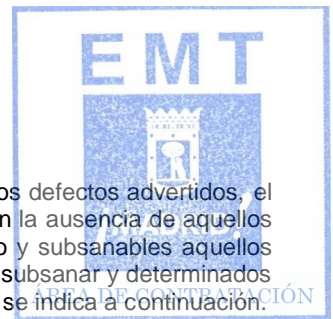 EMT
¡MADRID!
os defectos advertidos, el
n la ausencia de aquellos
o y subsanables aquellos
subsanar y determinados
se indica a continuación.
ÁREA DE CONTRATACIÓN